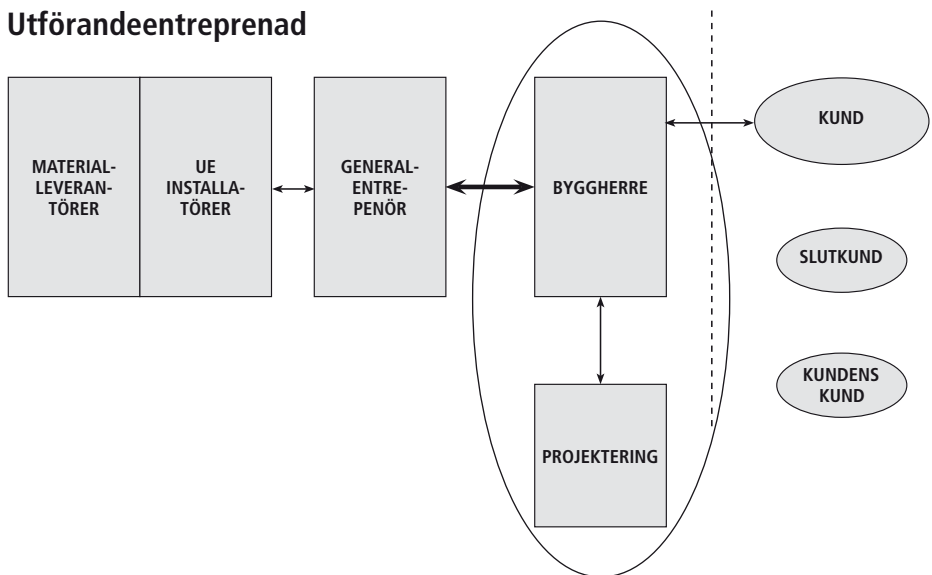 Utförandeentreprenad
MATERIAL-
LEVERAN-
TÖRER
UE
INSTALLA-
TÖRER
GENERAL-
ENTRE-
PENÖR
BYGGHERRE
KUND
SLUTKUND
KUNDENS
KUND
PROJEKTERING